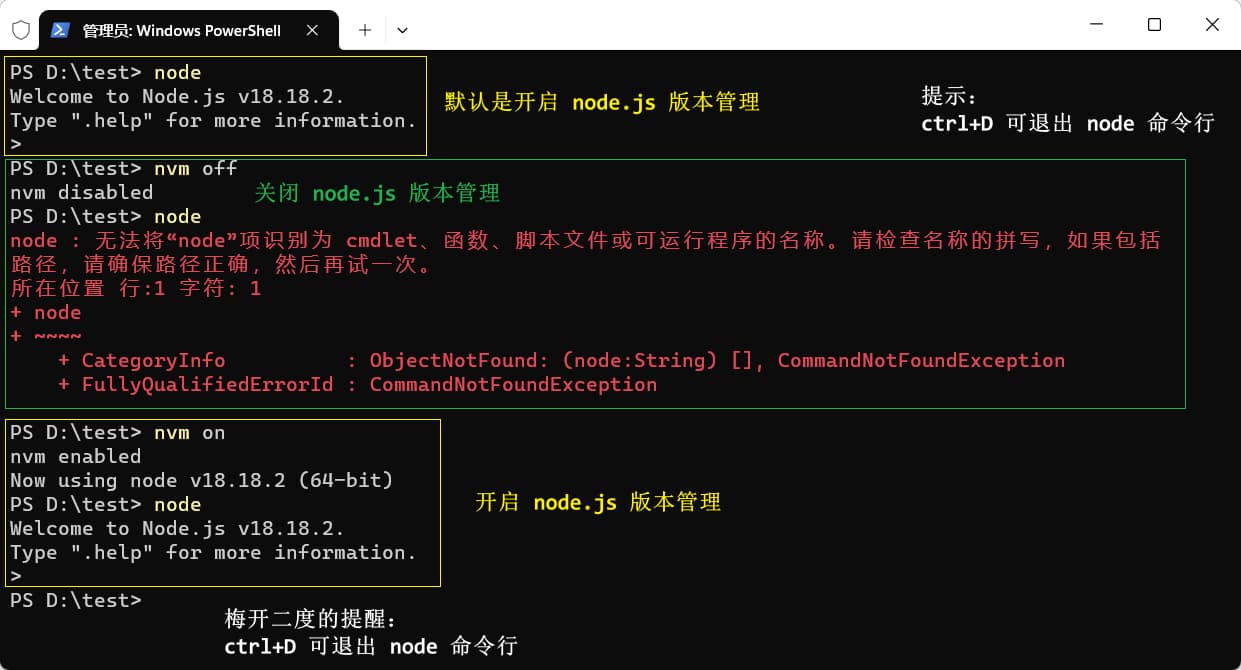 管理员: Windows PowerShell
PS D:\test> node
Welcome to Node.js v18.18.2.
Type ".help" for more information.
>
默认是开启 node.js 版本管理
提示:
ctrl+D 可退出 node 命令行
PS D:\test> nvm off
nvm disabled
关闭 node.js 版本管理
PS D:\test> node
node : 无法将“node”项识别为 cmdlet、函数、脚本文件或可运行程序的名称。请检查名称的拼写，如果包括
路径，请确保路径正确，然后再试一次。
所在位置 行:1 字符: 1
+ node
+ ~~~~
    + CategoryInfo          : ObjectNotFound: (node:String) [], CommandNotFoundException
    + FullyQualifiedErrorId : CommandNotFoundException
PS D:\test> nvm on
nvm enabled
Now using node v18.18.2 (64-bit)
PS D:\test> node
Welcome to Node.js v18.18.2.
Type ".help" for more information.
>
开启 node.js 版本管理
PS D:\test>
梅开二度的提醒:
ctrl+D 可退出 node 命令行